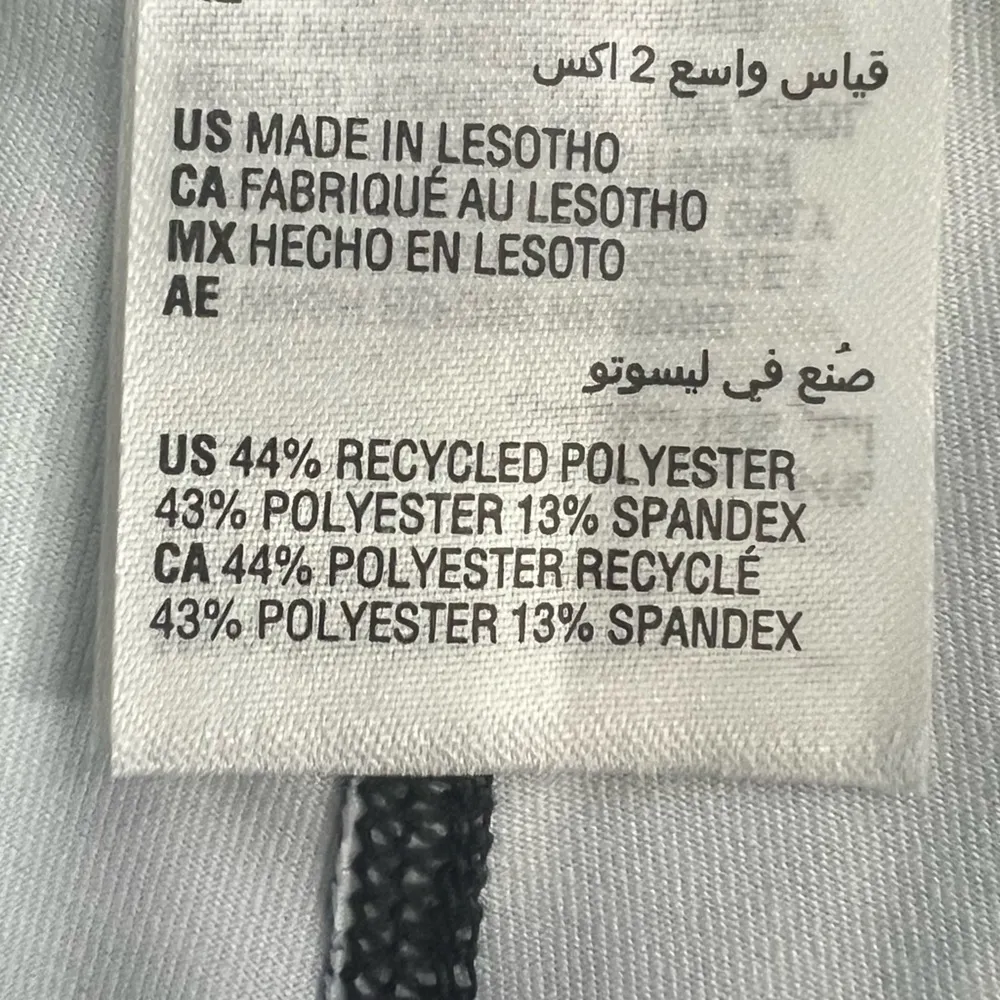 قياس واسع 2 اكس
US MADE IN LESOTHO
CA FABRIQUÉ AU LESOTHO
MX HECHO EN LESOTO
AE
صُنع في ليسوتو
US 44% RECYCLED POLYESTER
43% POLYESTER 13% SPANDEX
CA 44% POLYESTER RECYCLÉ
43% POLYESTER 13% SPANDEX